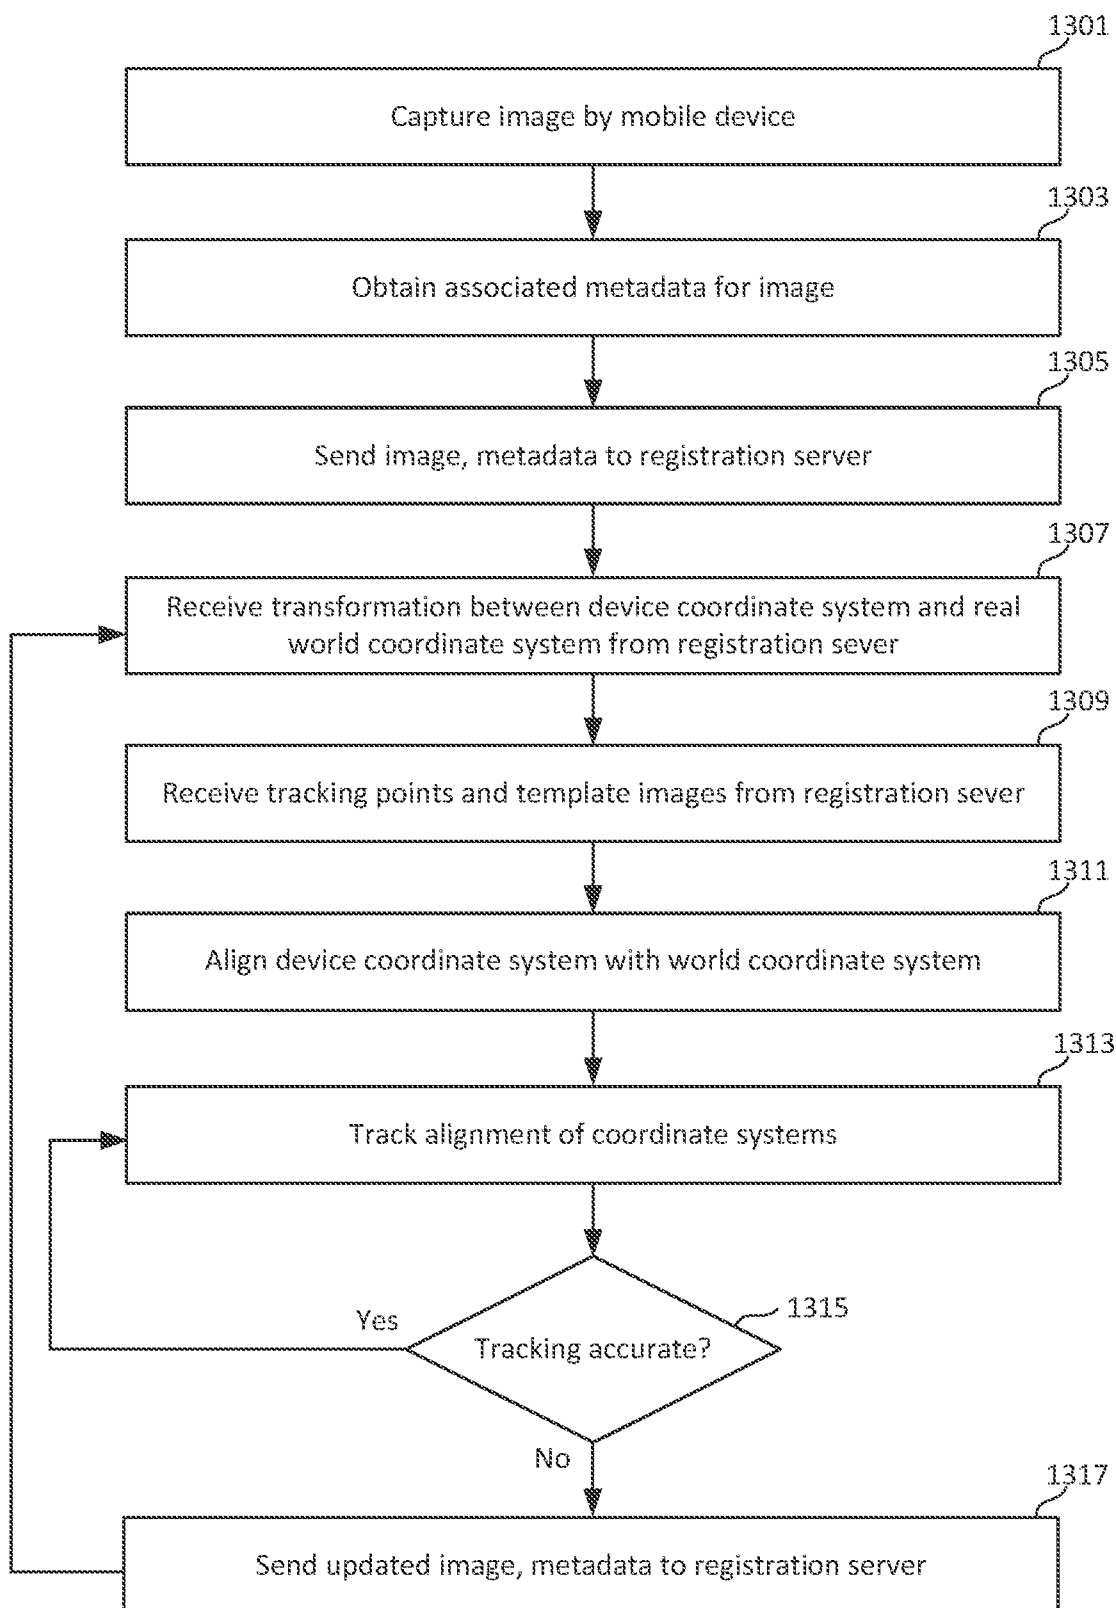 1301
Capture image by mobile device
1303
Obtain associated metadata for image
1305
Send image, metadata to registration server
1307
Receive transformation between device coordinate system and real
world coordinate system from registration sever
1309
Receive tracking points and template images from registration sever
1311
Align device coordinate system with world coordinate system
1313
Track alignment of coordinate systems
1315
Yes
Tracking accurate?
No
1317
Send updated image, metadata to registration server